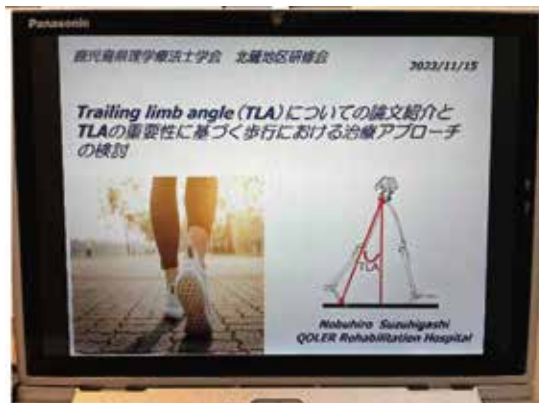 Panasonic
鹿児島県理学療法士学会 北薩地区研修会
2023/11/15
Trailing limb angle（TLA）についての論文紹介と
TLAの重要性に基づく歩行における治療アプローチ
の検討
TLA
Nobuhiro Suzuhigashi
QOLER Rehabilitation Hospital